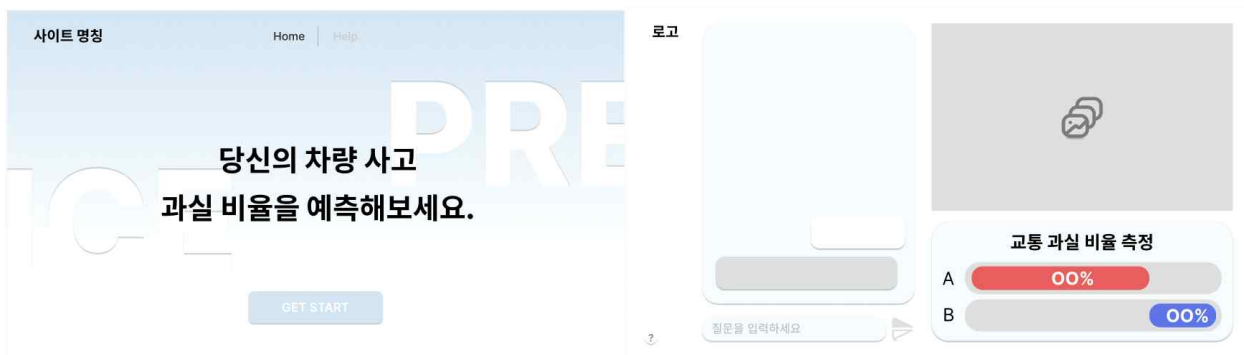 사이트 명칭
Home
Help
PRE
ICE
당신의 차량 사고
과실 비율을 예측해보세요.
GET START
로고
질문을 입력하세요
?
교통 과실 비율 측정
A
OO%
B
OO%